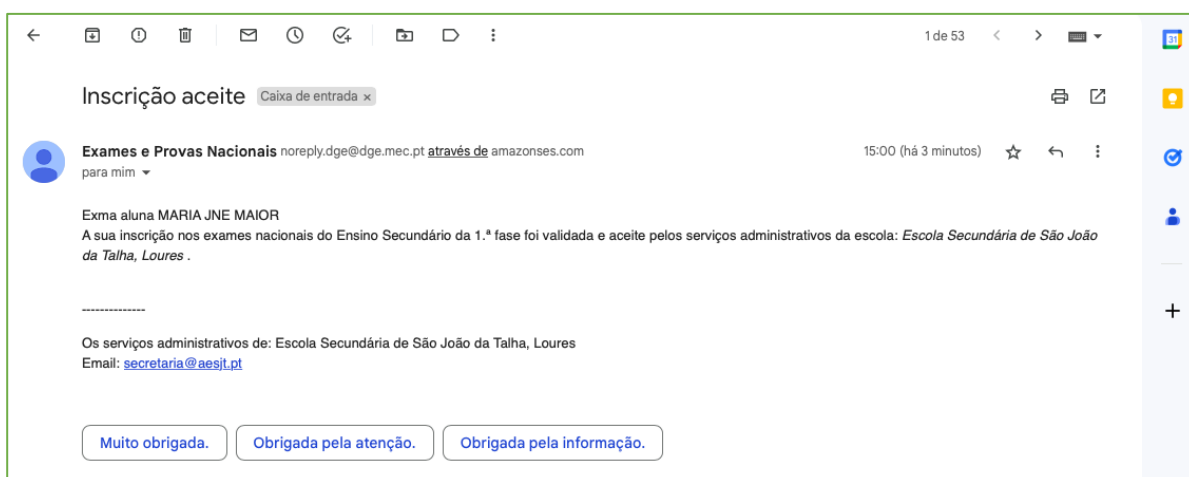 1 de 53
31
Inscrição aceite Caixa de entrada x
Exames e Provas Nacionais noreply.dge@dge.mec.pt através de amazonses.com 15:00 (há 3 minutos)
para mim
Exma aluna MARIA JNE MAIOR
A sua inscrição nos exames nacionais do Ensino Secundário da 1.ª fase foi validada e aceite pelos serviços administrativos da escola: Escola Secundária de São João
da Talha, Loures .
--------------
Os serviços administrativos de: Escola Secundária de São João da Talha, Loures
Email: secretaria@aesjt.pt
Muito obrigada. Obrigada pela atenção. Obrigada pela informação.